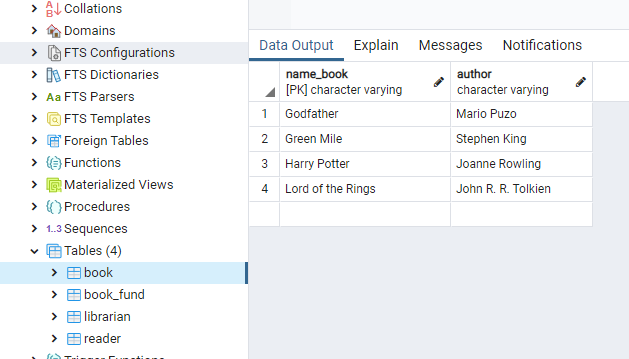 Collations
Domains
FTS Configurations
FTS Dictionaries
Aa FTS Parsers
FTS Templates
Foreign Tables
Functions
Materialized Views
Procedures
1..3 Sequences
Tables (4)
book
book_fund
librarian
reader
Data Output Explain Messages Notifications
name_book author
[PK] character varying character varying
1 Godfather Mario Puzo
2 Green Mile Stephen King
3 Harry Potter Joanne Rowling
4 Lord of the Rings John R. R. Tolkien